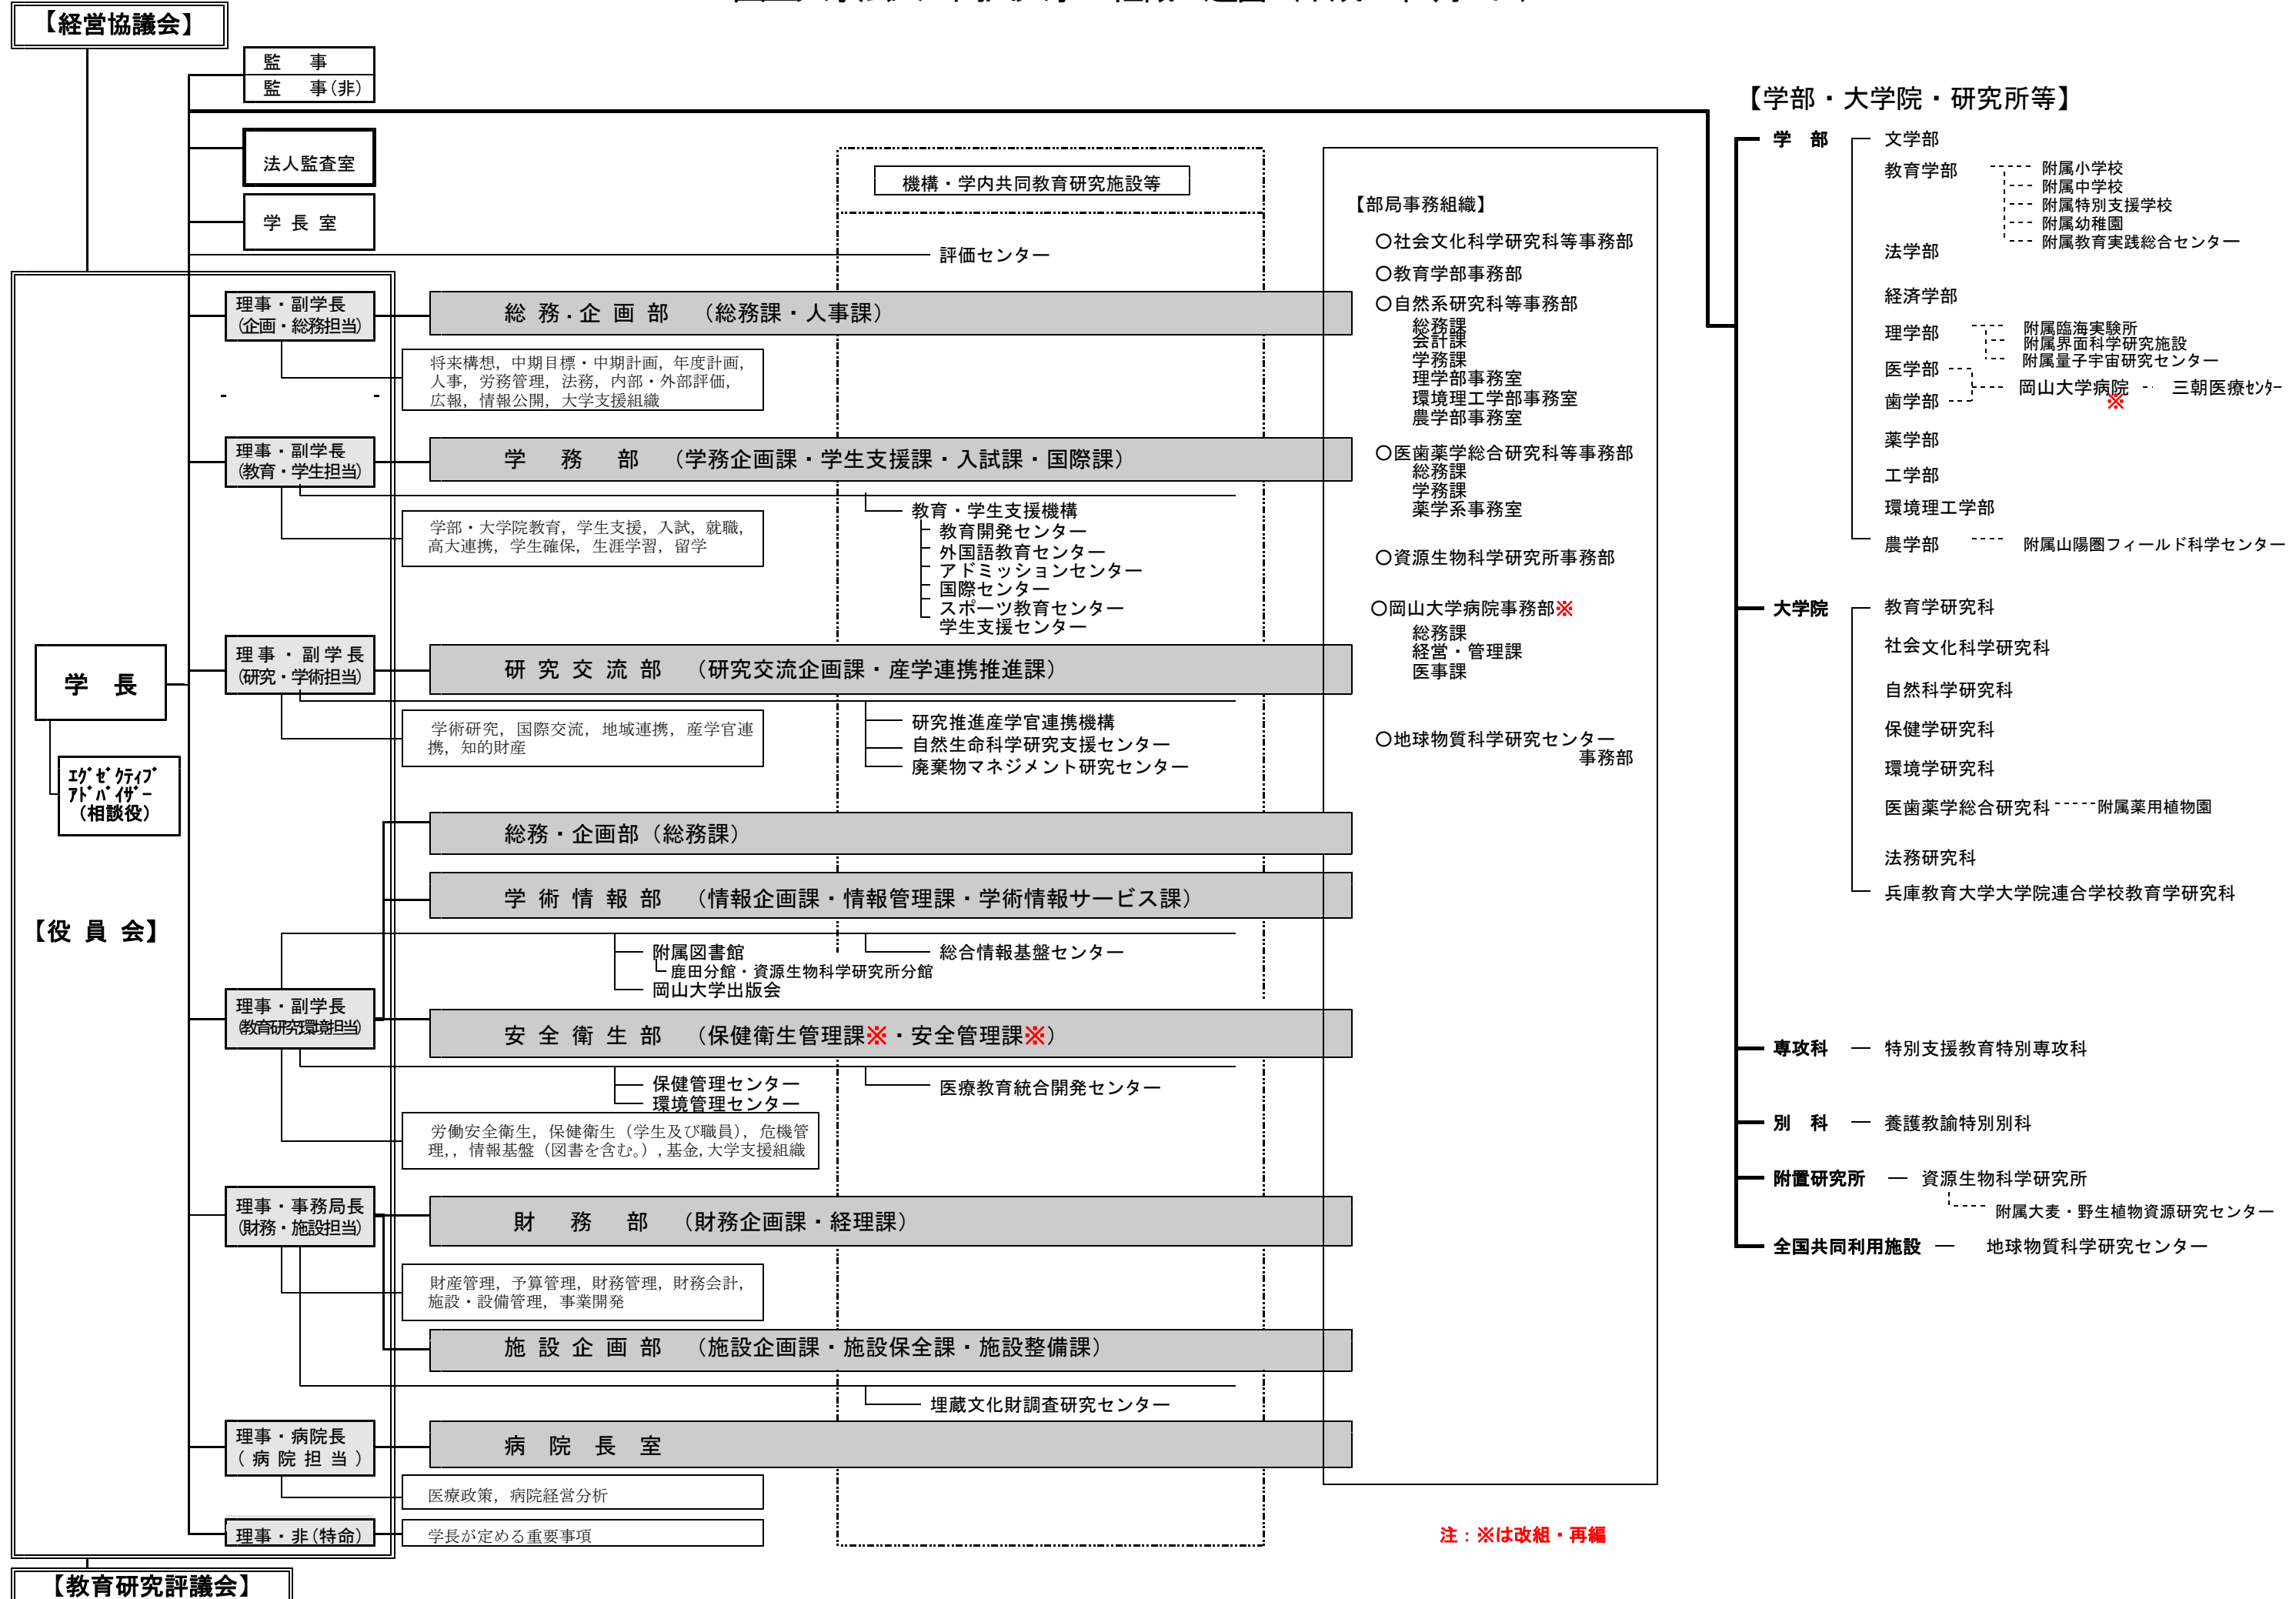 【経営協議会】
監　事
監　事(非)
法人監査室
学 長 室
機構・学内共同教育研究施設等
評価センター
理事・副学長
(企画・総務担当)
総 務．企 画 部　（総務課・人事課）
将来構想，中期目標・中期計画，年度計画，
人事，労務管理，法務，内部・外部評価，
広報，情報公開，大学支援組織
理事・副学長
(教育・学生担当)
学　務　部　（学務企画課・学生支援課・入試課・国際課）
学部・大学院教育，学生支援，入試，就職，
高大連携，学生確保，生涯学習，留学
教育・学生支援機構
教育開発センター
外国語教育センター
アドミッションセンター
国際センター
スポーツ教育センター
学生支援センター
学　長
エグゼクティブ
アドバイザー
（相談役）
【役 員 会】
理事・副学長
(研究・学術担当)
研 究 交 流 部　（研究交流企画課・産学連携推進課）
学術研究，国際交流，地域連携，産学官連
携，知的財産
研究推進産学官連携機構
自然生命科学研究支援センター
廃棄物マネジメント研究センター
総務・企画部（総務課）
学 術 情 報 部　（情報企画課・情報管理課・学術情報サービス課）
附属図書館
鹿田分館・資源生物科学研究所分館
岡山大学出版会
総合情報基盤センター
理事・副学長
(教育研究環境担当)
安 全 衛 生 部　（保健衛生管理課※・安全管理課※）
保健管理センター
環境管理センター
医療教育統合開発センター
労働安全衛生，保健衛生（学生及び職員），危機管
理，，情報基盤（図書を含む。），基金，大学支援組織
理事・事務局長
(財務・施設担当)
財　務　部　（財務企画課・経理課）
財産管理，予算管理，財務管理，財務会計，
施設・設備管理，事業開発
施 設 企 画 部　（施設企画課・施設保全課・施設整備課）
埋蔵文化財調査研究センター
理事・病院長
( 病 院 担 当 )
病 院 長 室
医療政策，病院経営分析
理事・非(特命)
学長が定める重要事項
【教育研究評議会】
【部局事務組織】
○社会文化科学研究科等事務部
○教育学部事務部
○自然系研究科等事務部
総務課
会計課
学務課
理学部事務室
環境理工学部事務室
農学部事務室
○医歯薬学総合研究科等事務部
総務課
学務課
薬学系事務室
○資源生物科学研究所事務部
○岡山大学病院事務部※
総務課
経営・管理課
医事課
○地球物質科学研究センター
事務部
注：※は改組・再編
【学部・大学院・研究所等】
学　部
文学部
教育学部
附属小学校
附属中学校
附属特別支援学校
附属幼稚園
附属教育実践総合センター
法学部
経済学部
理学部
附属臨海実験所
附属界面科学研究施設
附属量子宇宙研究センター
医学部
歯学部
岡山大学病院
※
三朝医療センター
薬学部
工学部
環境理工学部
農学部
附属山陽圏フィールド科学センター
大学院
教育学研究科
社会文化科学研究科
自然科学研究科
保健学研究科
環境学研究科
医歯薬学総合研究科
附属薬用植物園
法務研究科
兵庫教育大学大学院連合学校教育学研究科
専攻科
特別支援教育特別専攻科
別　科
養護教諭特別別科
附置研究所
資源生物科学研究所
附属大麦・野生植物資源研究センター
全国共同利用施設
地球物質科学研究センター